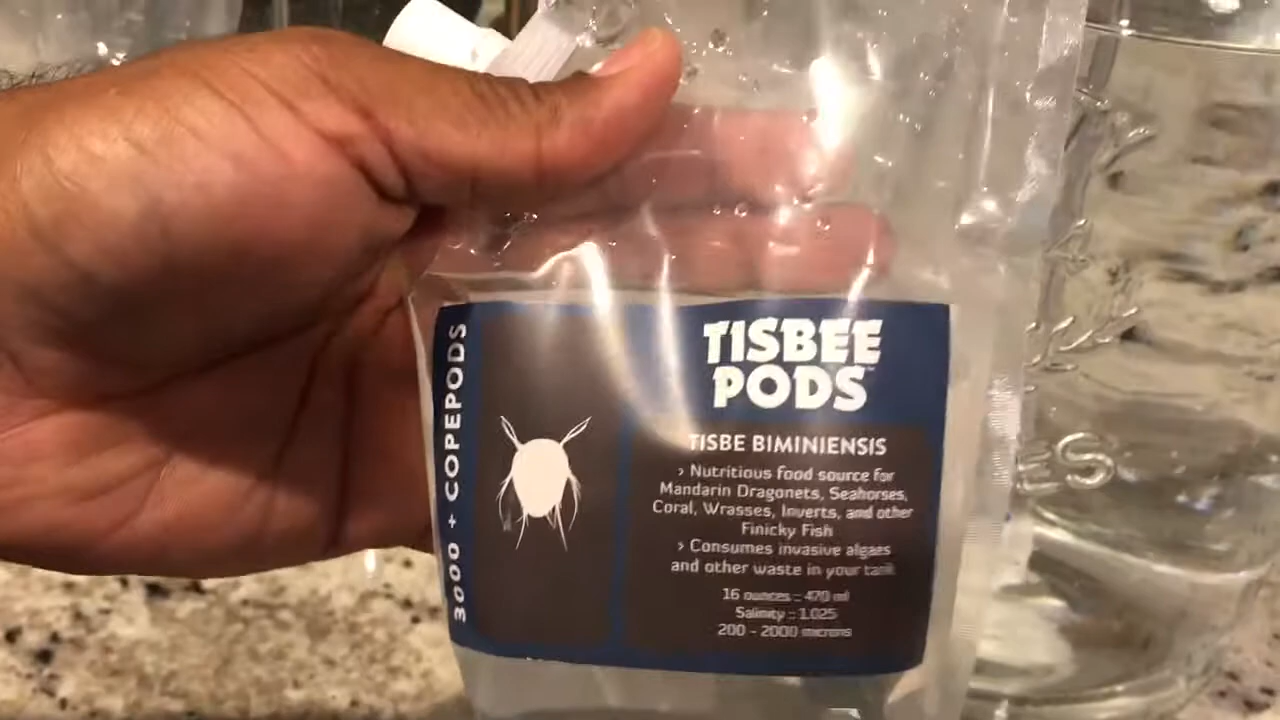 3000 + COPEPODS
TISBEE
PODS™
TISBE BIMINIENSIS
› Nutritious food source for
Mandarin Dragonets, Seahorses,
Coral, Wrasses, Inverts, and other
Finicky Fish
› Consumes invasive algaes
and other waste in your tank
16 ounces :: 470 ml
Salinity :: 1.025
200 - 2000 microns
ES